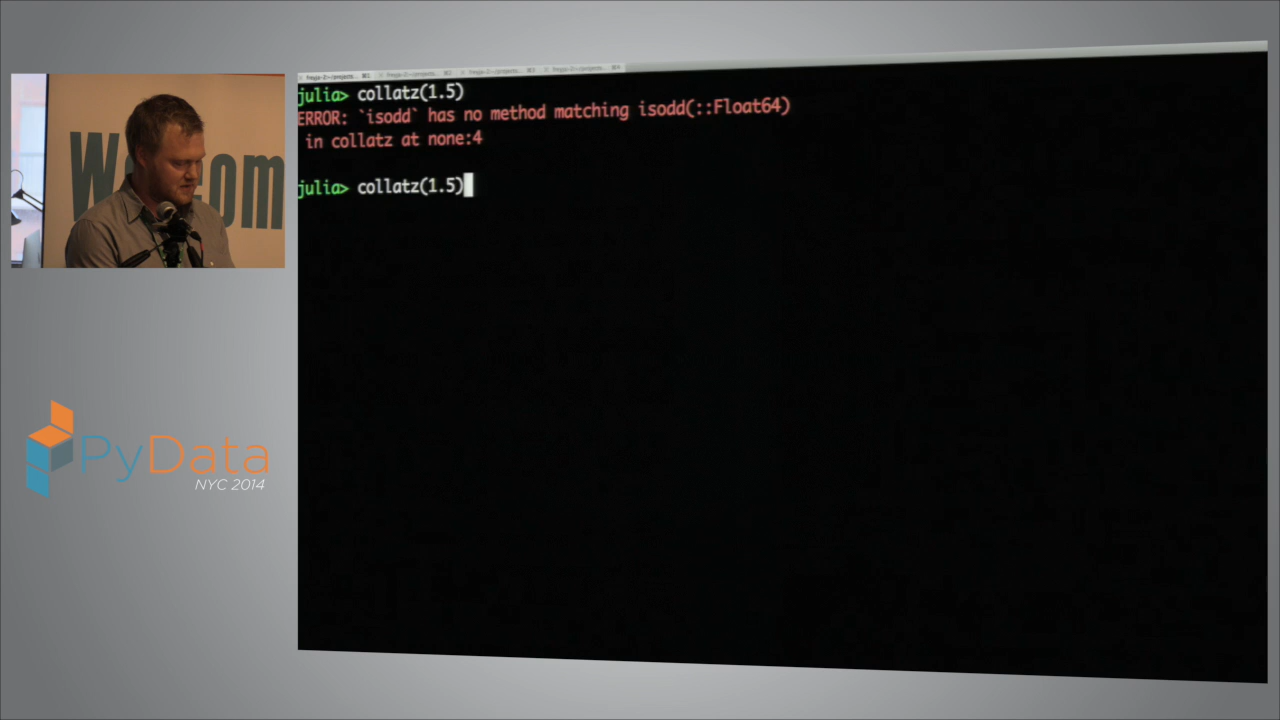 julia> collatz(1.5)
ERROR: `isodd` has no method matching isodd(::Float64)
in collatz at none:4
julia> collatz(1.5)
PyData
NYC 2014